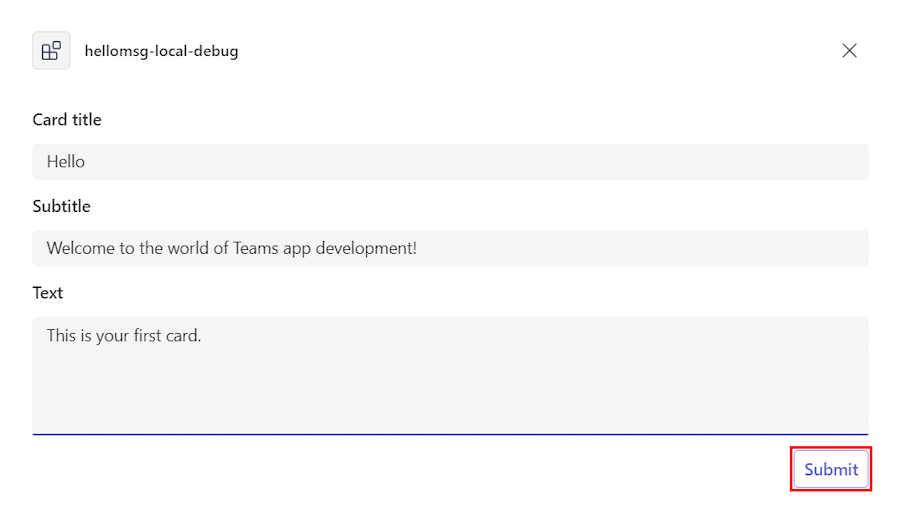 hellomsg-local-debug
Card title
Hello
Subtitle
Welcome to the world of Teams app development!
Text
This is your first card.
Submit